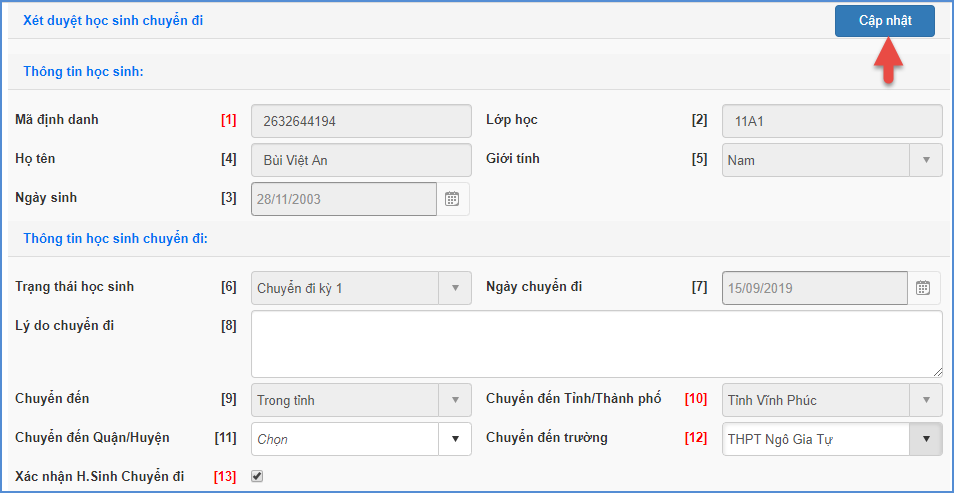 Xét duyệt học sinh chuyển đi Cập nhật
Thông tin học sinh:
Mã định danh [1] 2632644194 Lớp học [2] 11A1
Họ tên [4] Bùi Việt An Giới tính [5] Nam
Ngày sinh [3] 28/11/2003
Thông tin học sinh chuyển đi:
Trạng thái học sinh [6] Chuyển đi kỳ 1 Ngày chuyển đi [7] 15/09/2019
Lý do chuyển đi [8]
Chuyển đến [9] Trong tỉnh Chuyển đến Tỉnh/Thành phố [10] Tỉnh Vĩnh Phúc
Chuyển đến Quận/Huyện [11] Chọn Chuyển đến trường [12] THPT Ngô Gia Tự
Xác nhận H.Sinh Chuyển đi [13]